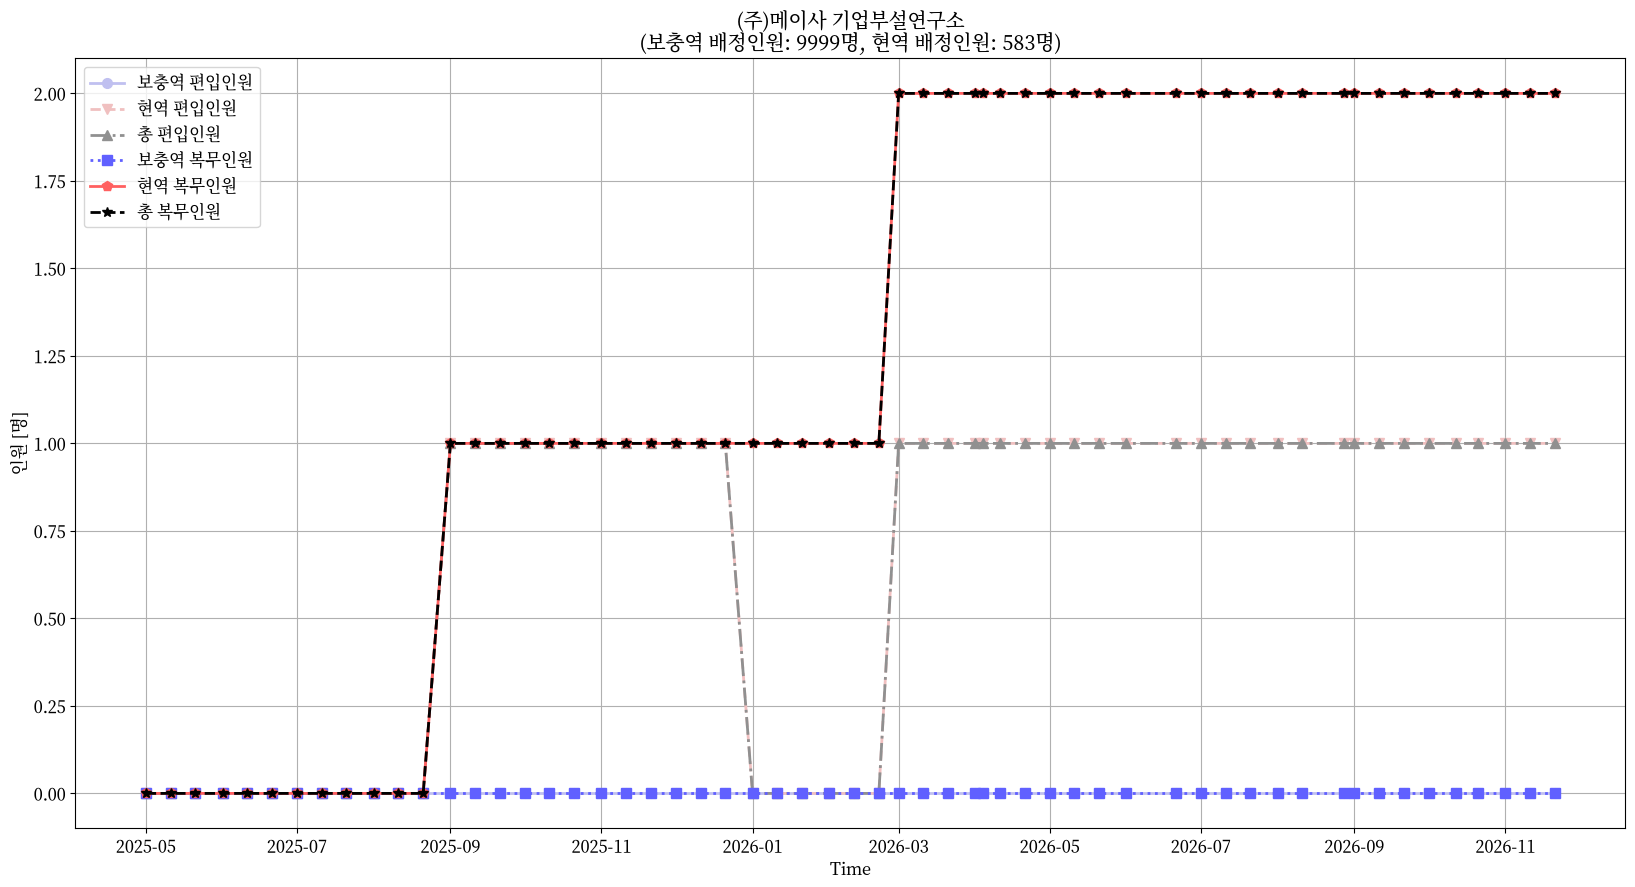 (주)메이사 기업부설연구소
(보충역 배정인원: 9999명, 현역 배정인원: 583명)
보충역 편입인원
현역 편입인원
총 편입인원
보충역 복무인원
현역 복무인원
총 복무인원
2.00
1.75
1.50
1.25
1.00
0.75
0.50
0.25
0.00
인원 [명]
2025-05 2025-07 2025-09 2025-11 2026-01 2026-03 2026-05 2026-07 2026-09 2026-11
Time